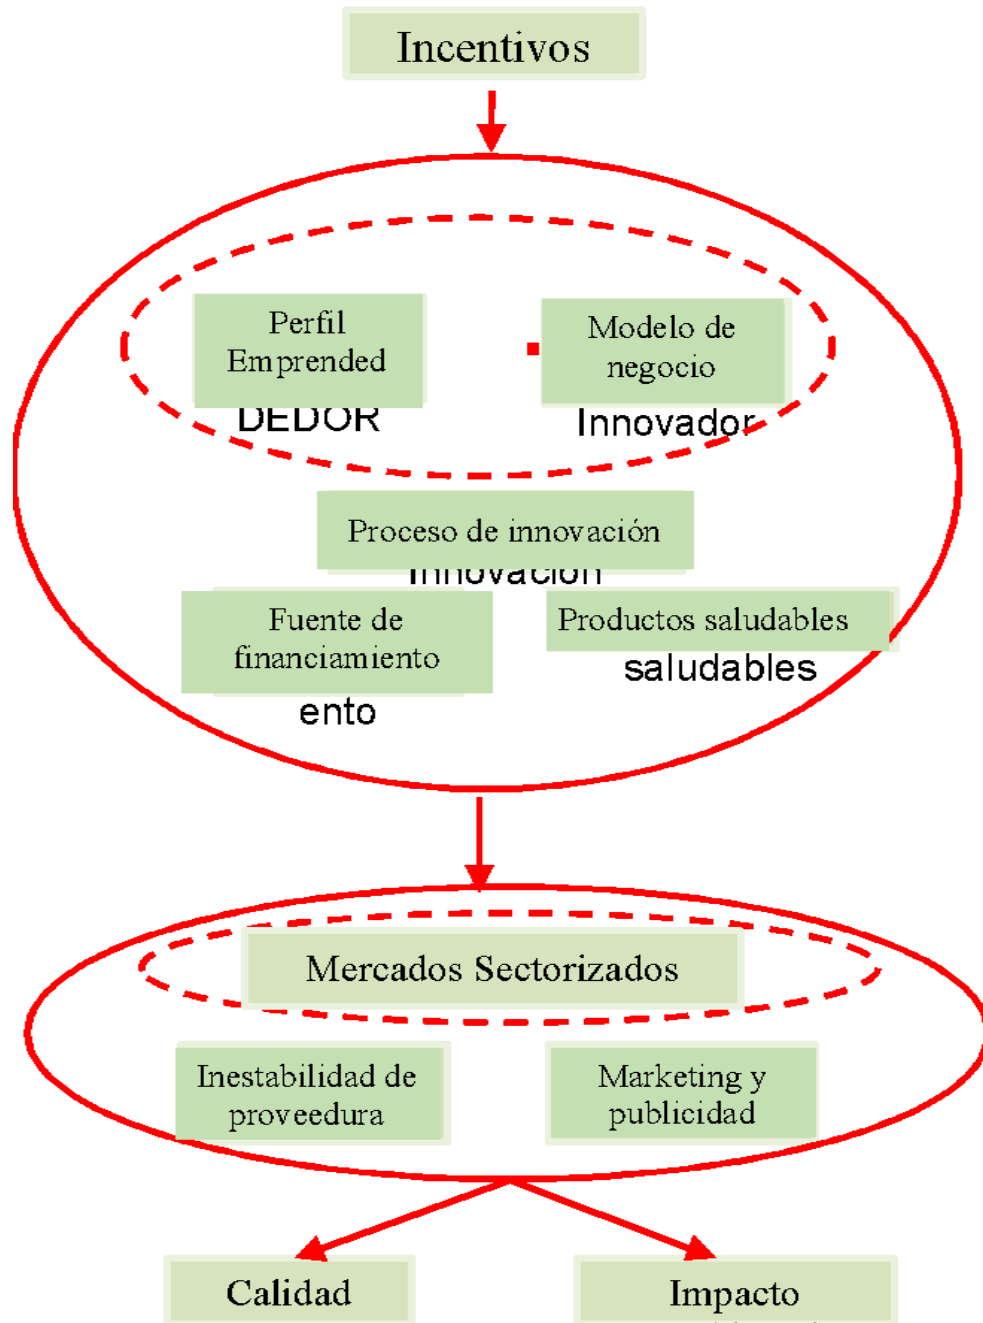 Incentivos
Perfil
Emprended
DEDOR
Modelo de
negocio
Innovador
Proceso de innovación
Innovación
Fuente de
financiamiento
ento
Productos saludables
saludables
Mercados Sectorizados
Inestabilidad de
proveedura
Marketing y
publicidad
Calidad
Impacto